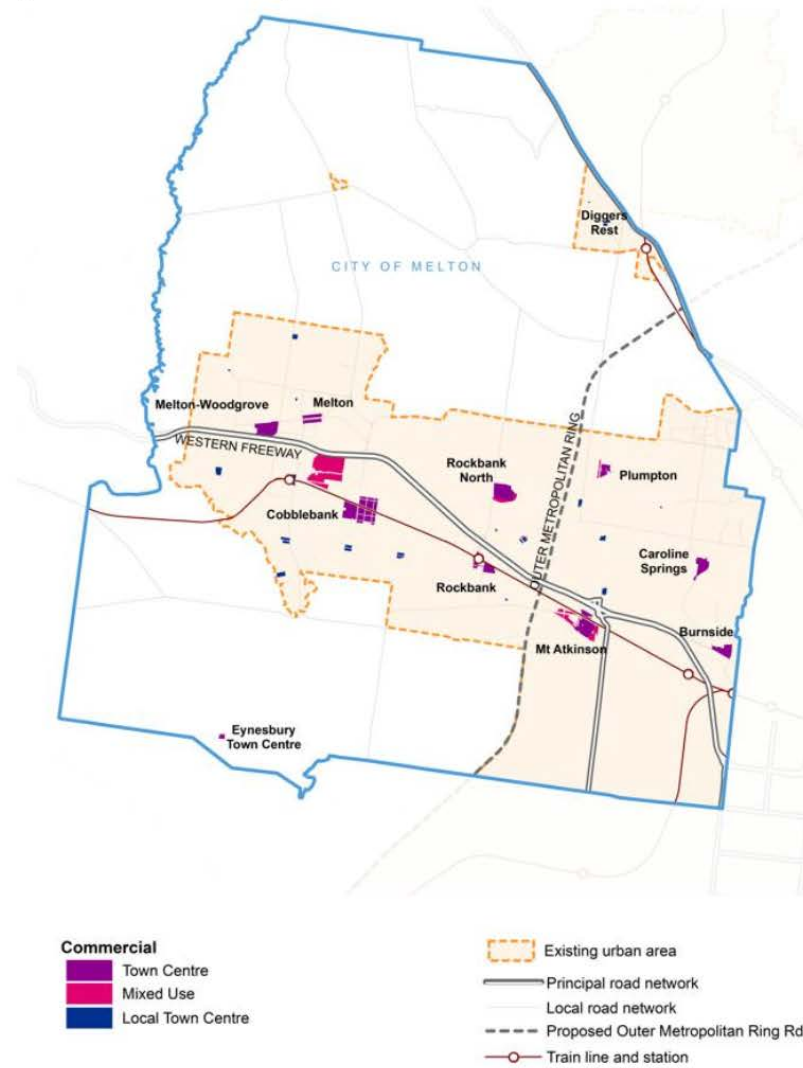 Diggers
Rest
CITY OF MELTON
Melton-Woodgrove
Melton
WESTERN FREEWAY
Rockbank
North
OUTER METROPOLITAN RING
Plumpton
Cobblebank
Caroline
Springs
Rockbank
Burnside
Mt Atkinson
Eynesbury
Town Centre
Commercial
Town Centre
Mixed Use
Local Town Centre
Existing urban area
Principal road network
Local road network
Proposed Outer Metropolitan Ring Rd
Train line and station